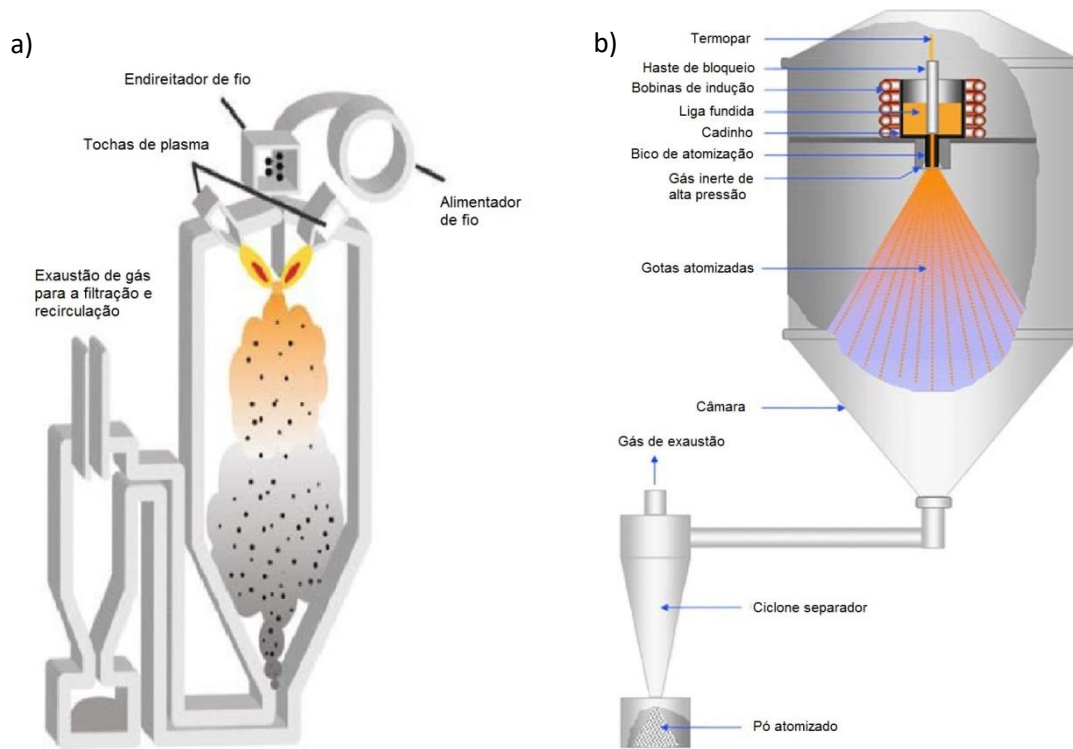 a)
Endireitador de fio
Tochas de plasma
Alimentador
de fio
Exaustão de gás
para a filtração e
recirculação
b)
Termopar
Haste de bloqueio
Bobinas de indução
Liga fundida
Cadinho
Bico de atomização
Gás inerte de
alta pressão
Gotas atomizadas
Câmara
Gás de exaustão
Ciclone separador
Pó atomizado